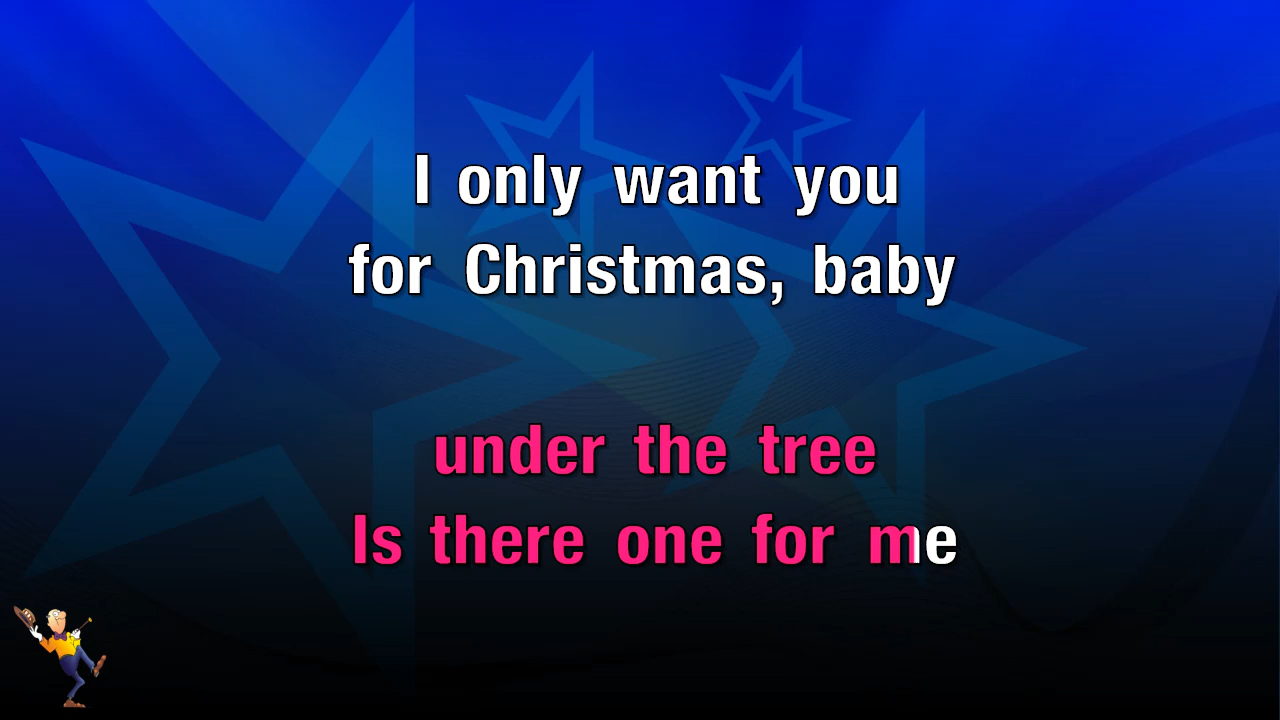 I only want you
for Christmas, baby
under the tree
Is there one for me